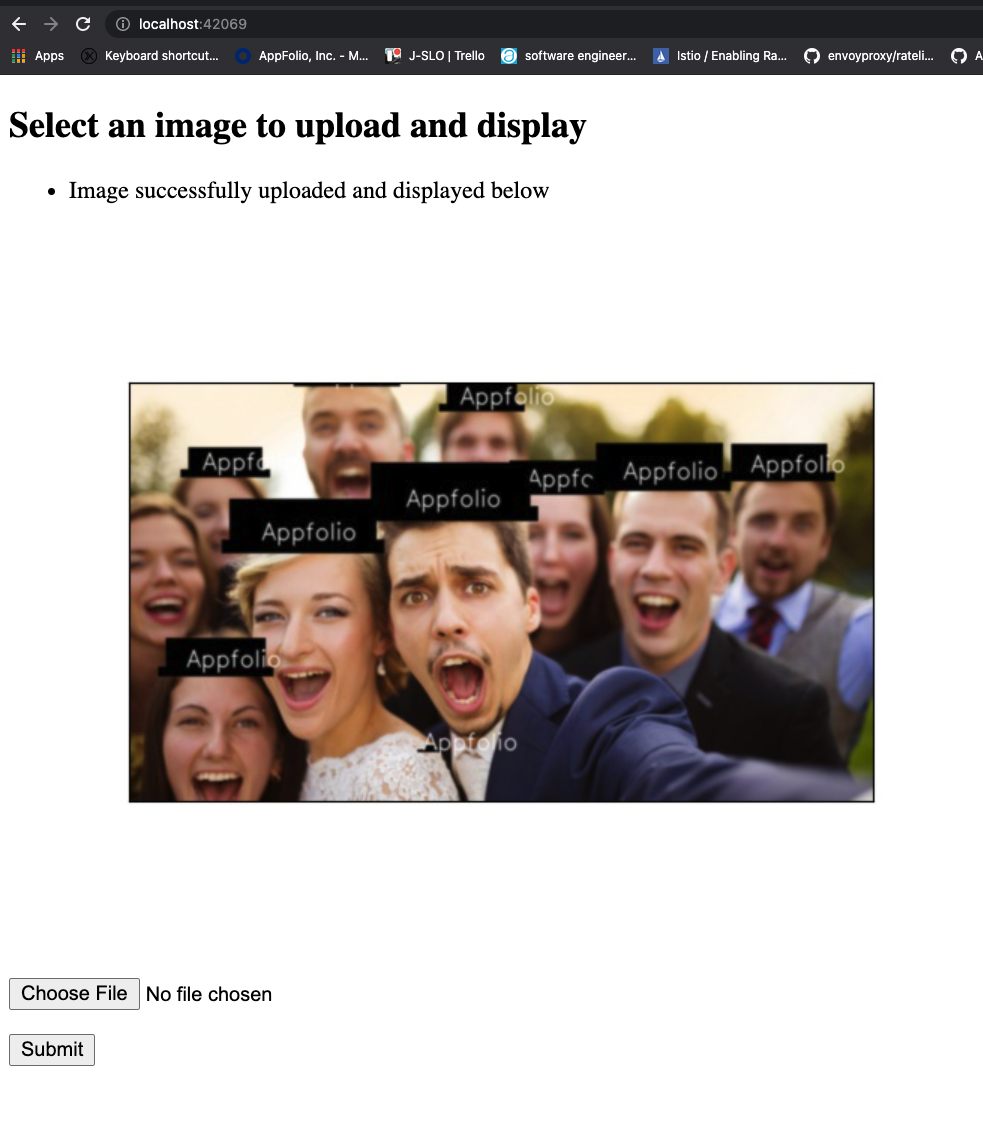 localhost:42069
Apps Keyboard shortcut... AppFolio, Inc. - M... J-SLO | Trello software engineer... Istio / Enabling Ra... envoyproxy/rateli... A
Select an image to upload and display
• Image successfully uploaded and displayed below
Appfolio
Appfo
Appfolio
Appfc
Appfolio
Appfolio
Appfolio
Appfolio
Appfolio
Choose File No file chosen
Submit